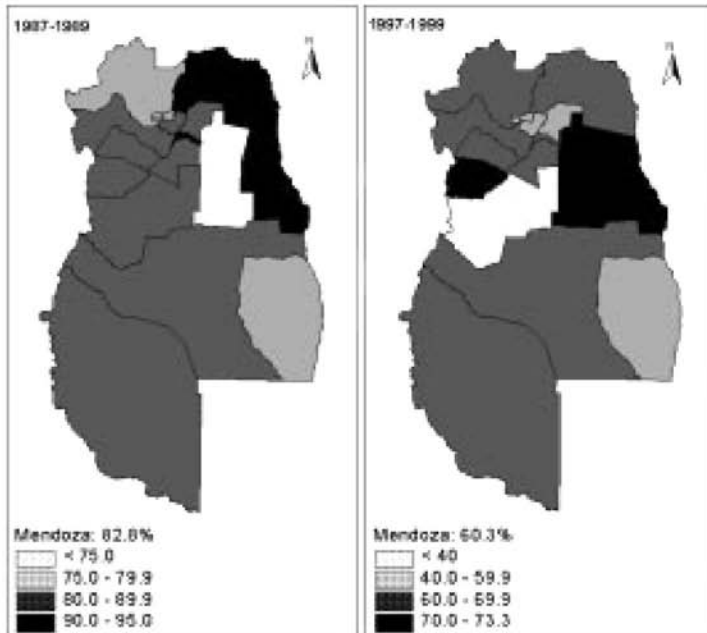 1987-1989
N
Mendoza: 82.8%
< 75.0
75.0 - 79.9
80.0 - 89.9
90.0 - 95.0
1997-1999
N
Mendoza: 60.3%
< 40
40.0 - 59.9
60.0 - 69.9
70.0 - 73.3